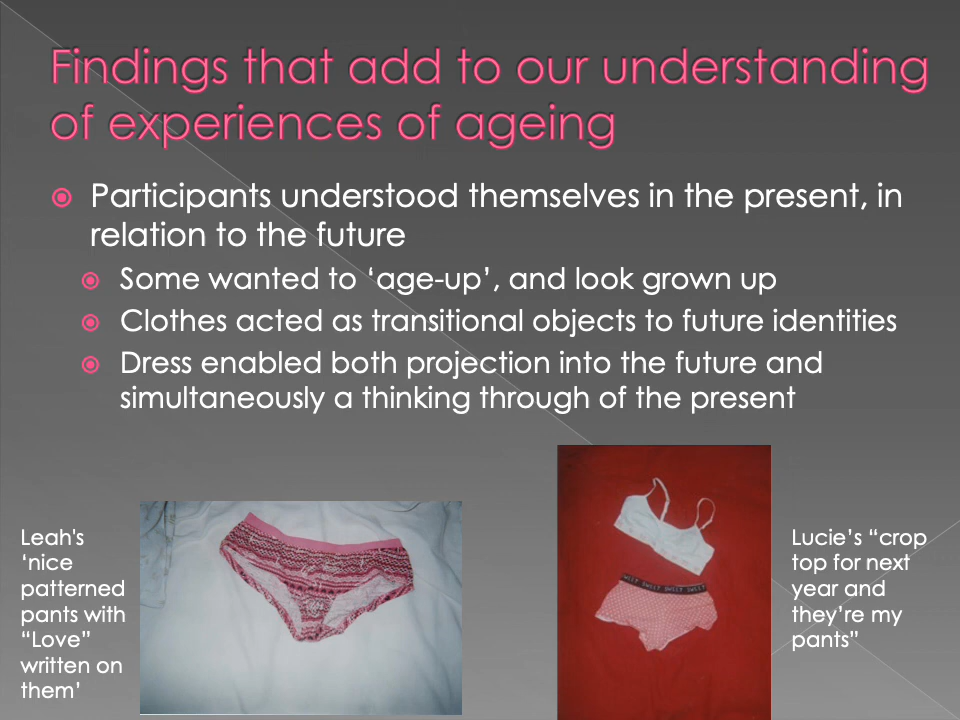 Findings that add to our understanding
of experiences of ageing
Participants understood themselves in the present, in
relation to the future
Some wanted to ‘age-up’, and look grown up
Clothes acted as transitional objects to future identities
Dress enabled both projection into the future and
simultaneously a thinking through of the present
Leah's
‘nice
patterned
pants with
“Love”
written on
them’
SWEET SWEET SWEET
Lucie’s “crop
top for next
year and
they’re my
pants”